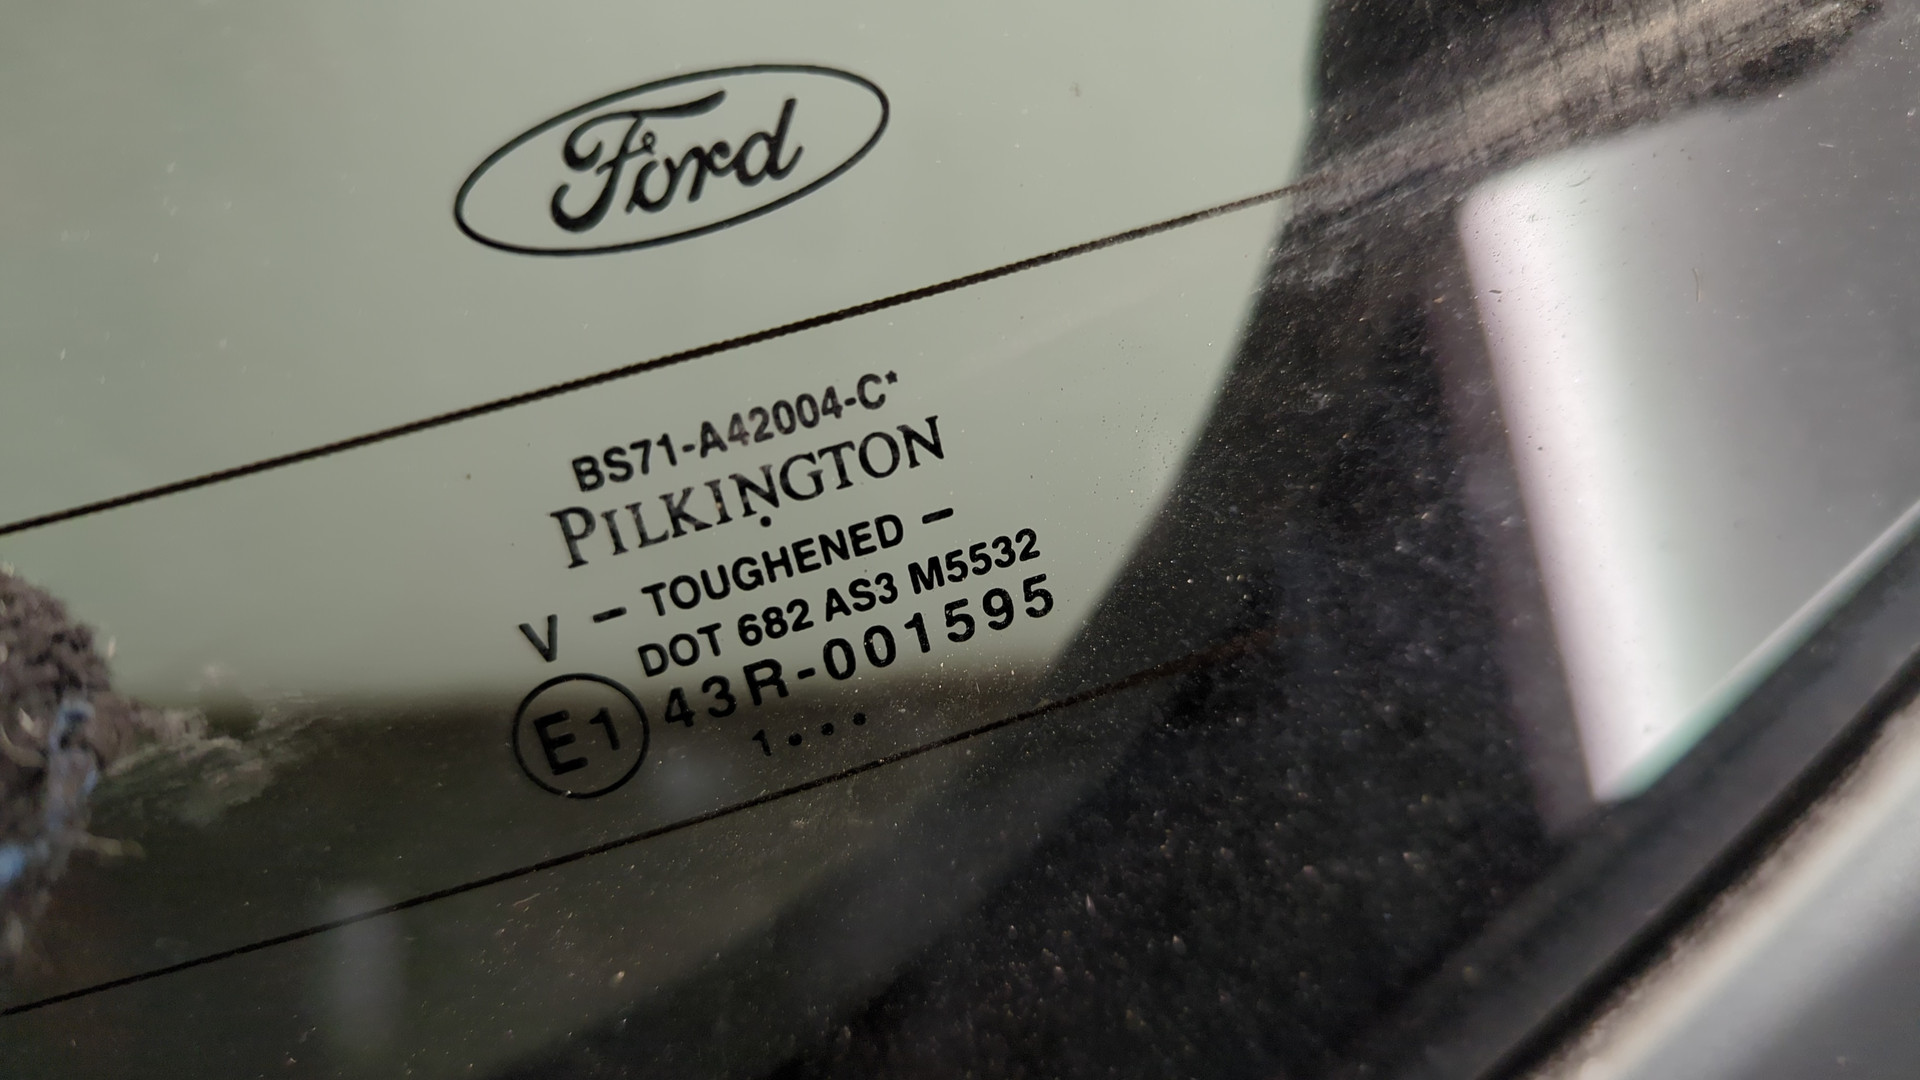 Ford
BS71-A42004-C*
PILKINGTON
V – TOUGHENED –
DOT 682 AS3 M5532
E1 43R-001595
1...